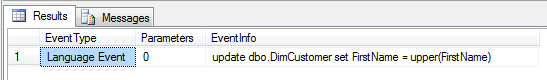 Results Messages
EventType Parameters EventInfo
1 Language Event 0 update dbo.DimCustomer set FirstName = upper(FirstName)